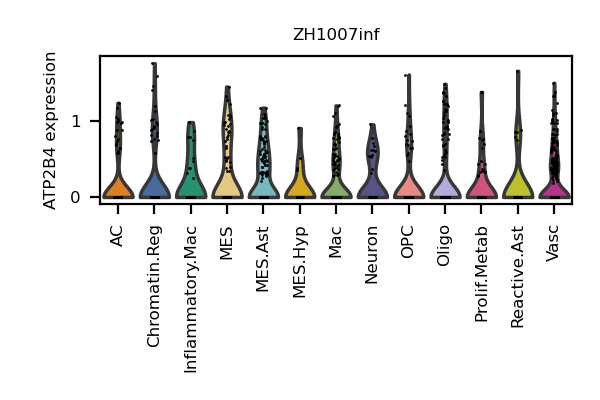 ZH1007inf
ATP2B4 expression
1
0
AC
Chromatin.Reg
Inflammatory.Mac
MES
MES.Ast
MES.Hyp
Mac
Neuron
OPC
Oligo
Prolif.Metab
Reactive.Ast
Vasc